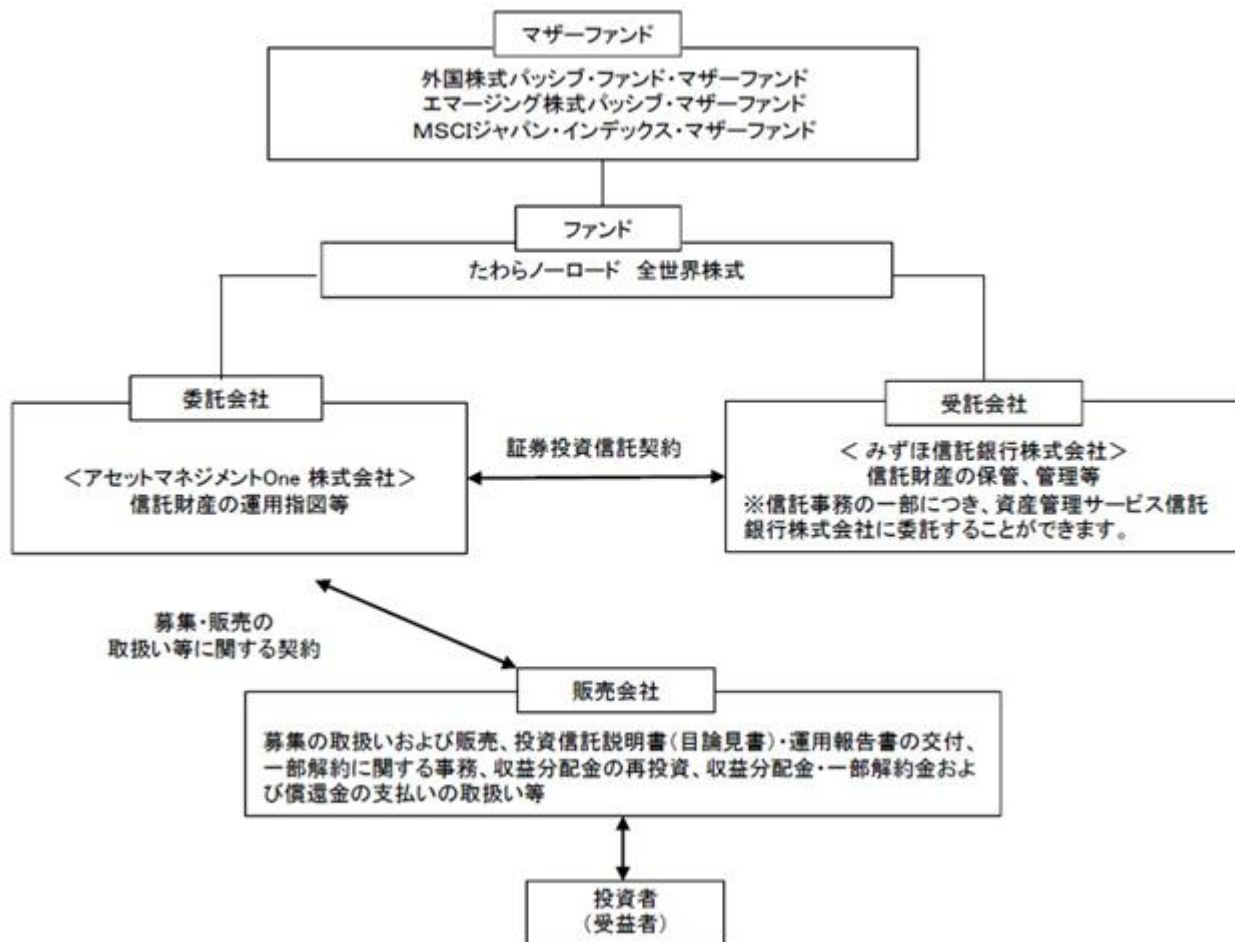 マザーファンド
外国株式パッシブ・ファンド・マザーファンド
エマージング株式パッシブ・マザーファンド
MSCIジャパン・インデックス・マザーファンド
ファンド
たわらノーロード 全世界株式
委託会社
<アセットマネジメントOne 株式会社>
信託財産の運用指図等
証券投資信託契約
受託会社
< みずほ信託銀行株式会社>
信託財産の保管、管理等
※信託事務の一部につき、資産管理サービス信託
銀行株式会社に委託することができます。
募集・販売の
取扱い等に関する契約
販売会社
募集の取扱いおよび販売、投資信託説明書(目論見書)・運用報告書の交付、
一部解約に関する事務、収益分配金の再投資、収益分配金・一部解約金およ
び償還金の支払いの取扱い等
投資者
(受益者)